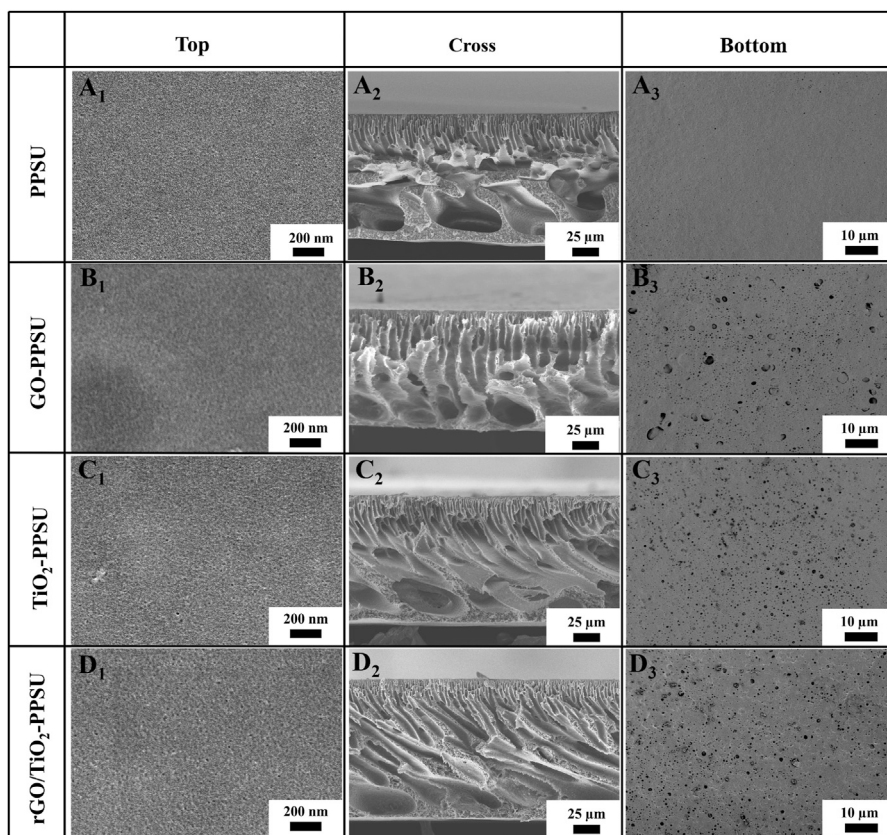 Top Cross Bottom
PPSU
A₁ A₂ A₃
200 nm 25 µm 10 µm
GO-PPSU
B₁ B₂ B₃
200 nm 25 µm 10 µm
TiO₂-PPSU
C₁ C₂ C₃
200 nm 25 µm 10 µm
rGO/TiO₂-PPSU
D₁ D₂ D₃
200 nm 25 µm 10 µm